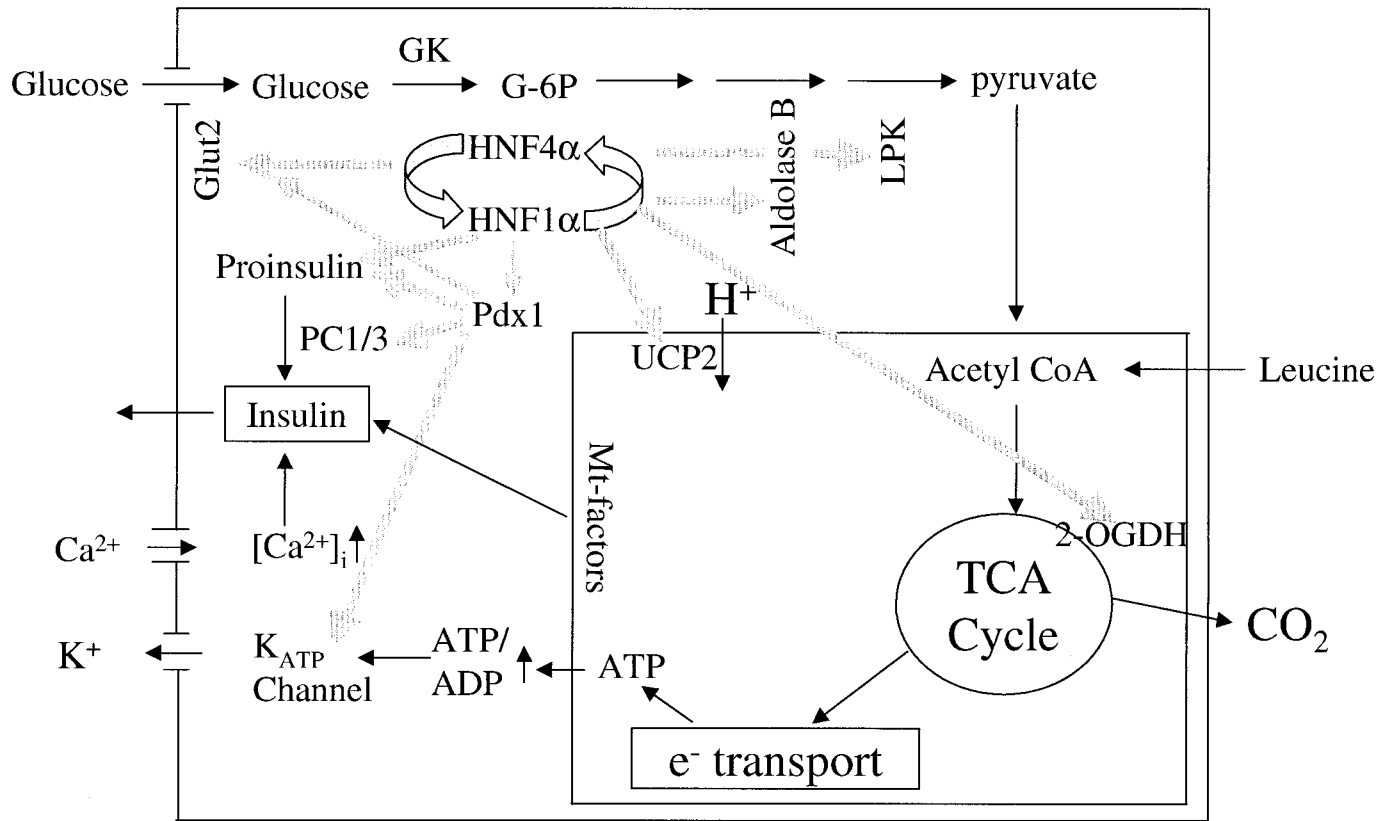 GK
Glucose
Glucose
G-6P
pyruvate
Glut2
HNF4α
HNF1α
Aldolase B
LPK
Proinsulin
Pdx1
H⁺
PC1/3
UCP2
Acetyl CoA
Leucine
Insulin
Mt-factors
Ca²⁺
[Ca²⁺]ᵢ
2-OGDH
TCA
Cycle
CO₂
K⁺
K_ATP
Channel
ATP/
ADP
ATP
e⁻ transport